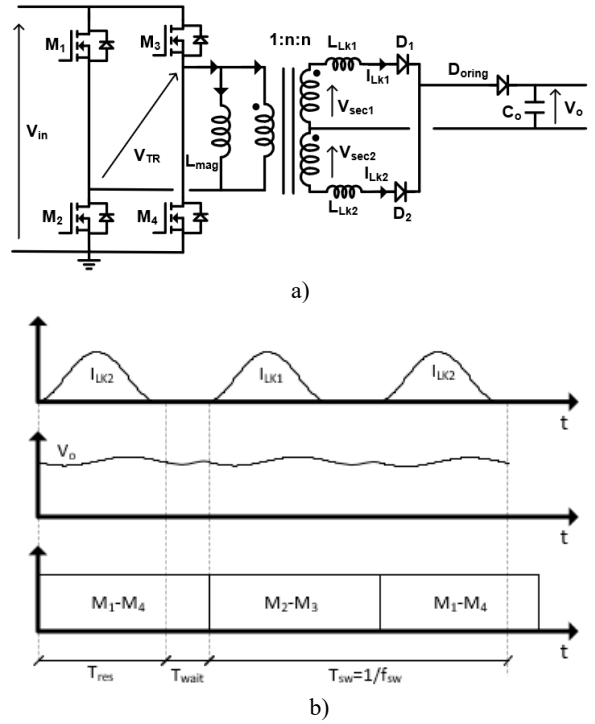 M1 M3 1:n:n LLk1 D1
ILk1 Doring
Vsec1 Co Vo
Vin VTR Lmag
Vsec2 ILk2
M2 M4 LLk2 D2
a)
ILK2 ILK1 ILK2
t
Vo
t
M1-M4 M2-M3 M1-M4
t
Tres Twait Tsw=1/fsw
b)